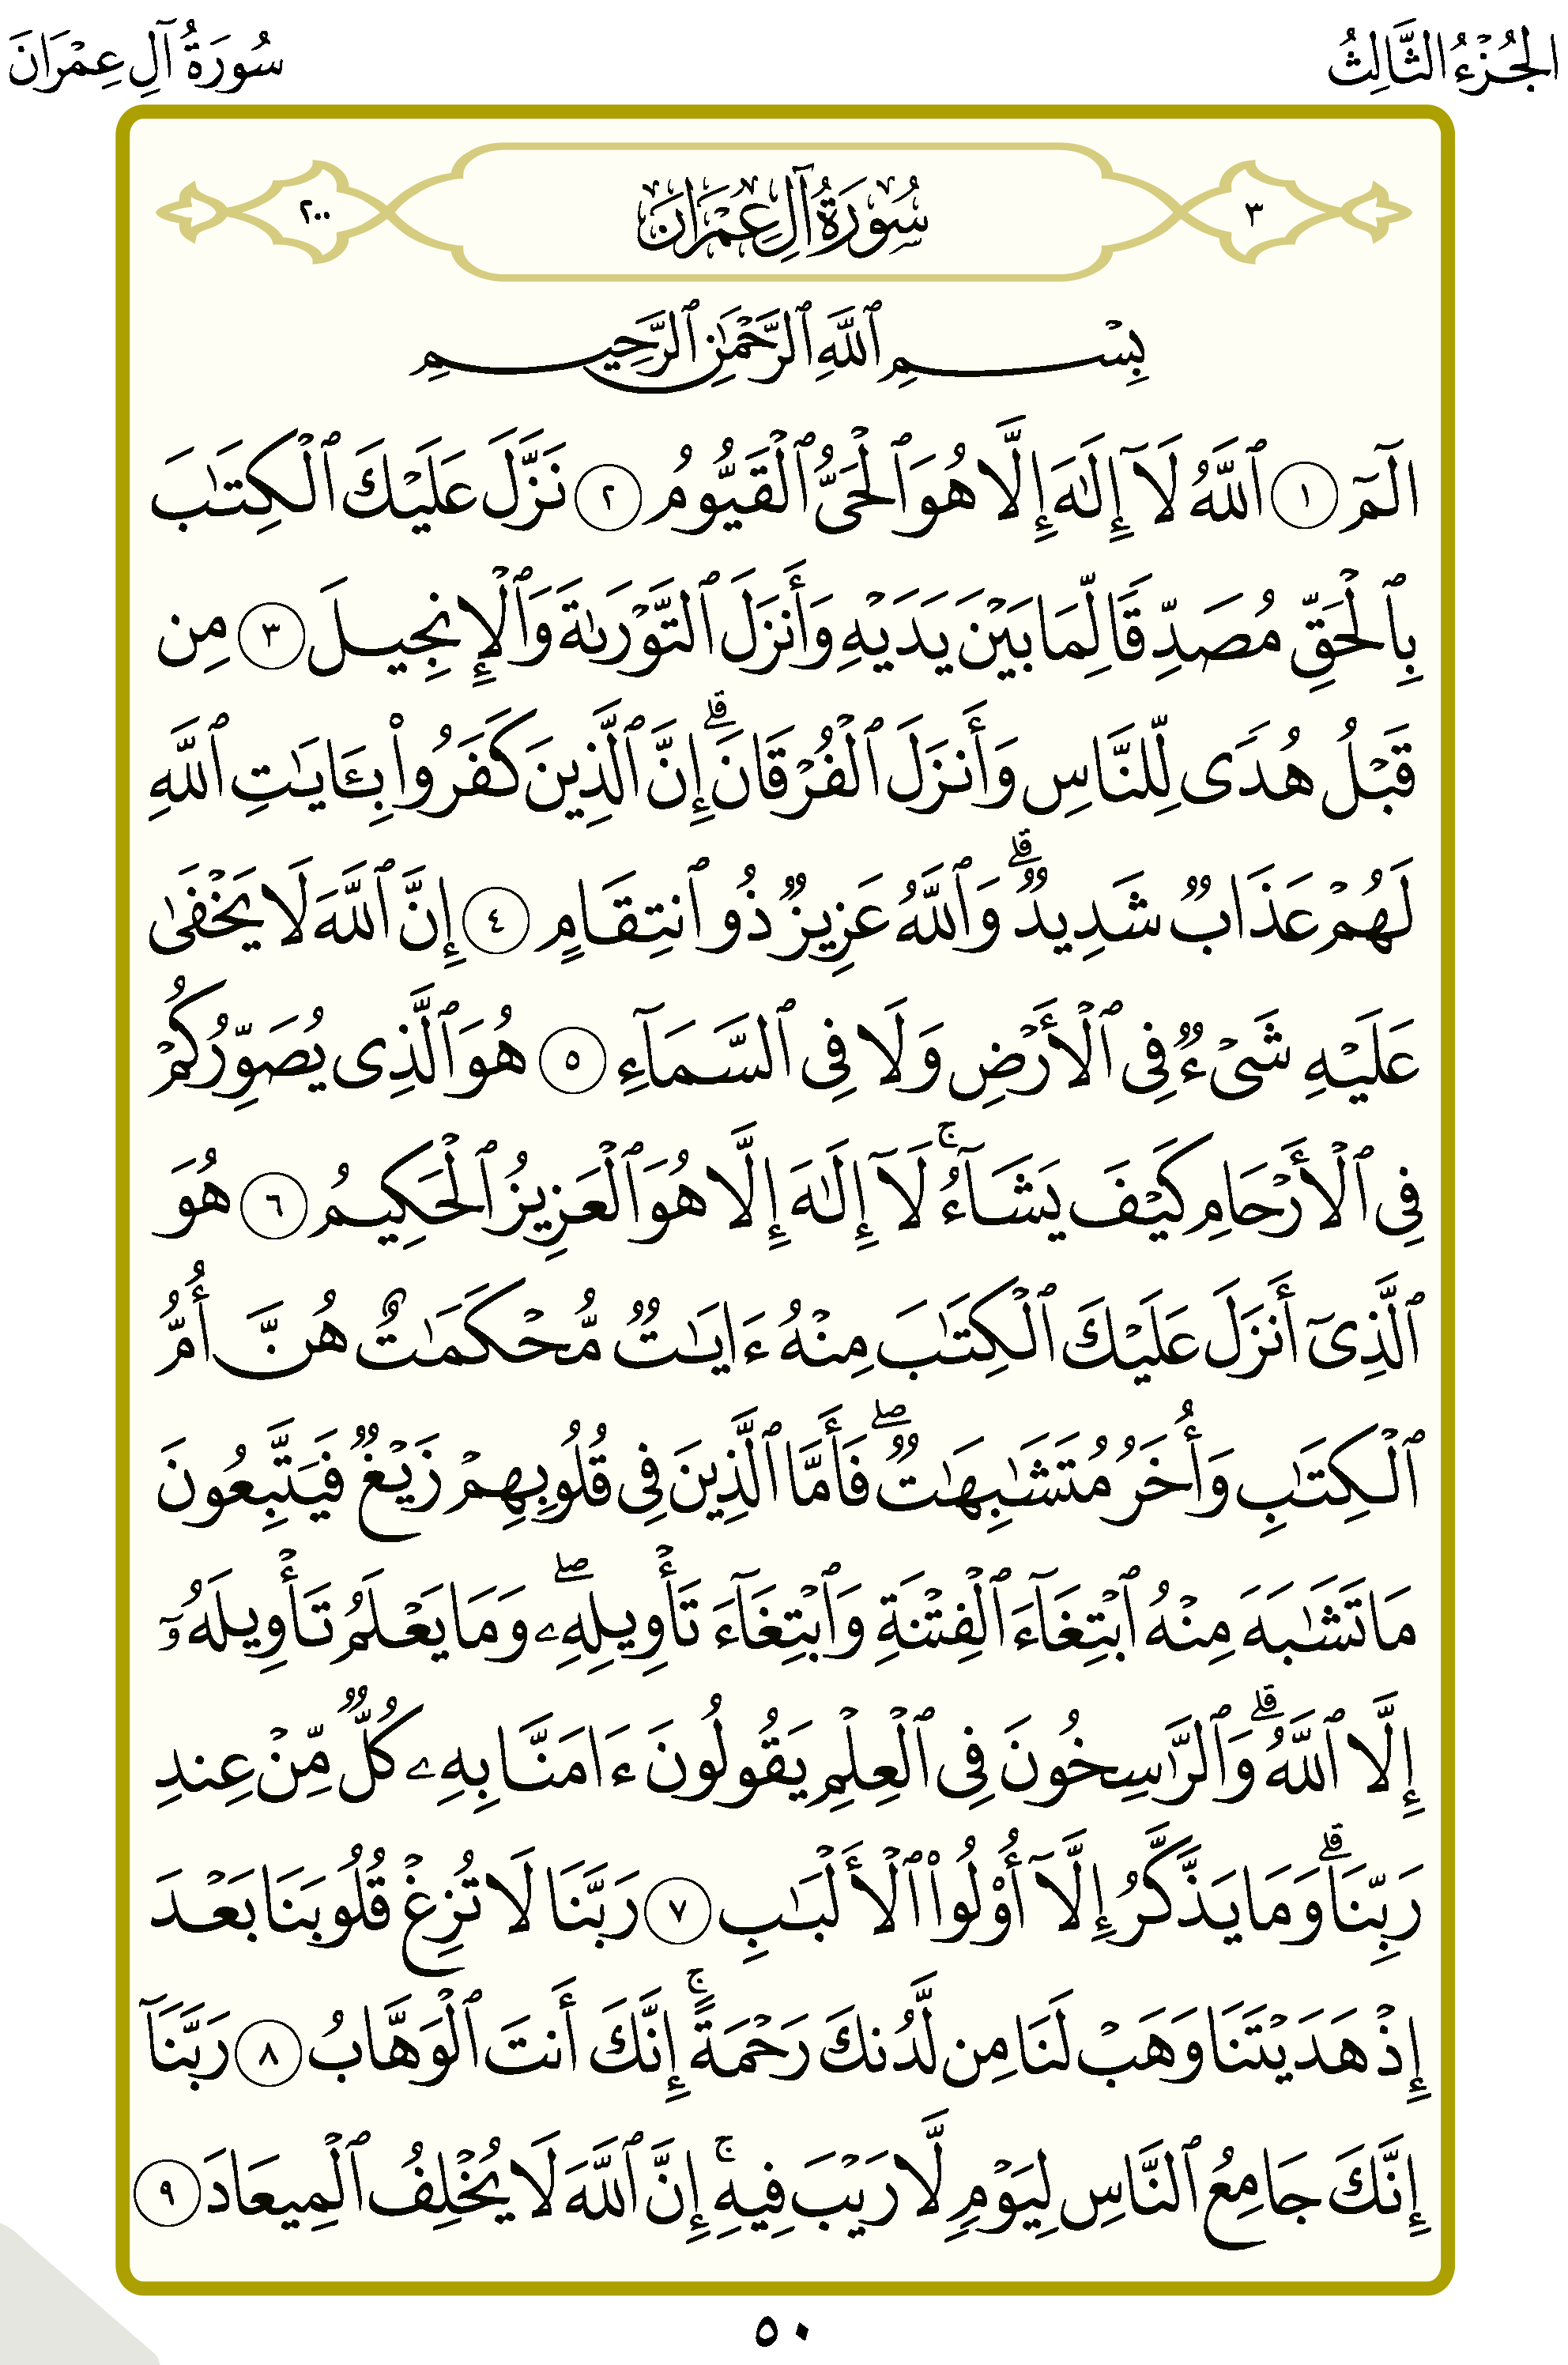 الجُزْءُ الثَّالِثُ
سُورَةُ آلِ عِمْرَانَ
٣
سُورَةُ آلِ عِمْرَانَ
٢٠٠
بِسْمِ ٱللَّهِ ٱلرَّحْمَٰنِ ٱلرَّحِيمِ
الٓمٓ ١ ٱللَّهُ لَآ إِلَٰهَ إِلَّا هُوَ ٱلْحَىُّ ٱلْقَيُّومُ ٢ نَزَّلَ عَلَيْكَ ٱلْكِتَٰبَ
بِٱلْحَقِّ مُصَدِّقًا لِّمَا بَيْنَ يَدَيْهِ وَأَنزَلَ ٱلتَّوْرَىٰةَ وَٱلْإِنجِيلَ ٣ مِن
قَبْلُ هُدًى لِّلنَّاسِ وَأَنزَلَ ٱلْفُرْقَانَ ۗ إِنَّ ٱلَّذِينَ كَفَرُوا۟ بِـَٔايَٰتِ ٱللَّهِ
لَهُمْ عَذَابٌ شَدِيدٌ ۗ وَٱللَّهُ عَزِيزٌ ذُو ٱنتِقَامٍ ٤ إِنَّ ٱللَّهَ لَا يَخْفَىٰ
عَلَيْهِ شَىْءٌ فِى ٱلْأَرْضِ وَلَا فِى ٱلسَّمَآءِ ٥ هُوَ ٱلَّذِى يُصَوِّرُكُمْ
فِى ٱلْأَرْحَامِ كَيْفَ يَشَآءُ ۚ لَآ إِلَٰهَ إِلَّا هُوَ ٱلْعَزِيزُ ٱلْحَكِيمُ ٦ هُوَ
ٱلَّذِىٓ أَنزَلَ عَلَيْكَ ٱلْكِتَٰبَ مِنْهُ ءَايَٰتٌ مُّحْكَمَٰتٌ هُنَّ أُمُّ
ٱلْكِتَٰبِ وَأُخَرُ مُتَشَٰبِهَٰتٌ ۖ فَأَمَّا ٱلَّذِينَ فِى قُلُوبِهِمْ زَيْغٌ فَيَتَّبِعُونَ
مَا تَشَٰبَهَ مِنْهُ ٱبْتِغَآءَ ٱلْفِتْنَةِ وَٱبْتِغَآءَ تَأْوِيلِهِۦ ۖ وَمَا يَعْلَمُ تَأْوِيلَهُۥٓ
إِلَّا ٱللَّهُ ۗ وَٱلرَّٰسِخُونَ فِى ٱلْعِلْمِ يَقُولُونَ ءَامَنَّا بِهِۦ كُلٌّ مِّنْ عِندِ
رَبِّنَا ۗ وَمَا يَذَّكَّرُ إِلَّآ أُو۟لُوا۟ ٱلْأَلْبَٰبِ ٧ رَبَّنَا لَا تُزِغْ قُلُوبَنَا بَعْدَ
إِذْ هَدَيْتَنَا وَهَبْ لَنَا مِن لَّدُنكَ رَحْمَةً ۚ إِنَّكَ أَنتَ ٱلْوَهَّابُ ٨ رَبَّنَآ
إِنَّكَ جَامِعُ ٱلنَّاسِ لِيَوْمٍ لَّا رَيْبَ فِيهِ ۚ إِنَّ ٱللَّهَ لَا يُخْلِفُ ٱلْمِيعَادَ ٩
٥٠